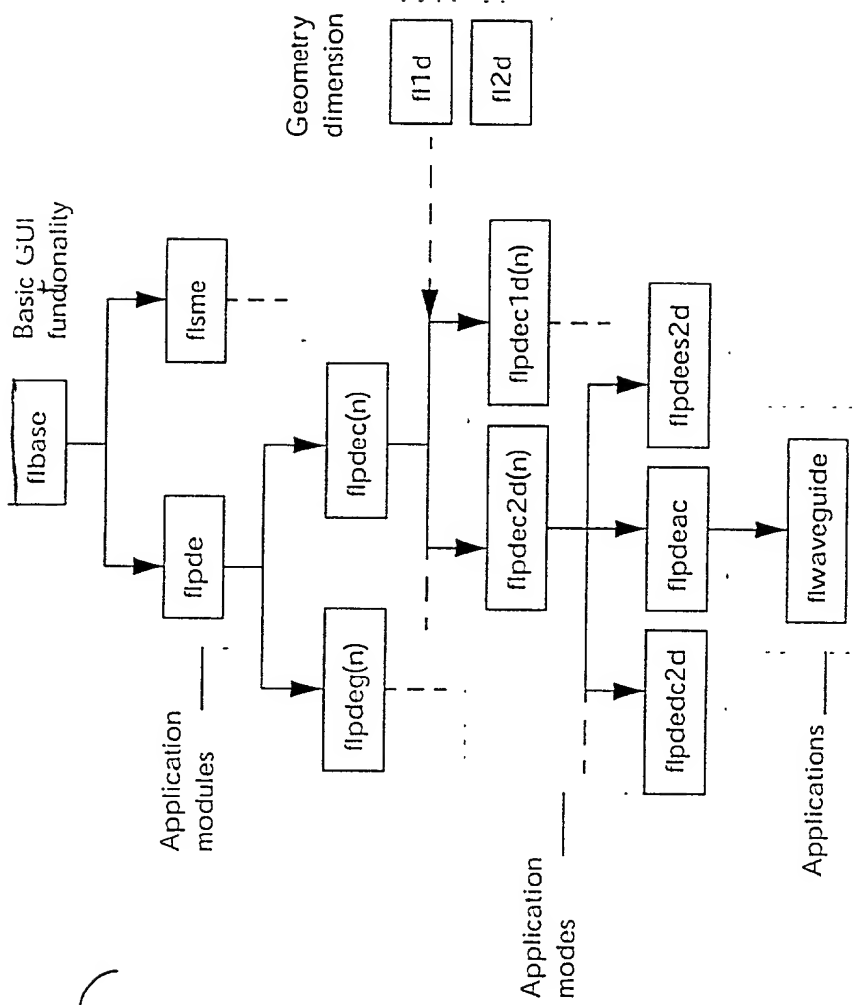 Basic GUI
functionality
flbase
Geometry
dimension
fl1d
fl2d
Application
modules
flpde
flsme
flpdeg(n)
flpdec(n)
flpdec2d(n)
flpdec1d(n)
Application
modes
flpdedc2d
flpdeac
flpdees2d
Applications
flwaveguide